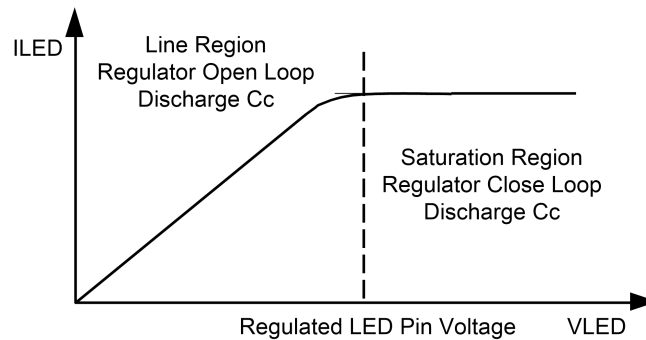 ILED
Line Region
Regulator Open Loop
Discharge Cc
Saturation Region
Regulator Close Loop
Discharge Cc
Regulated LED Pin Voltage
VLED